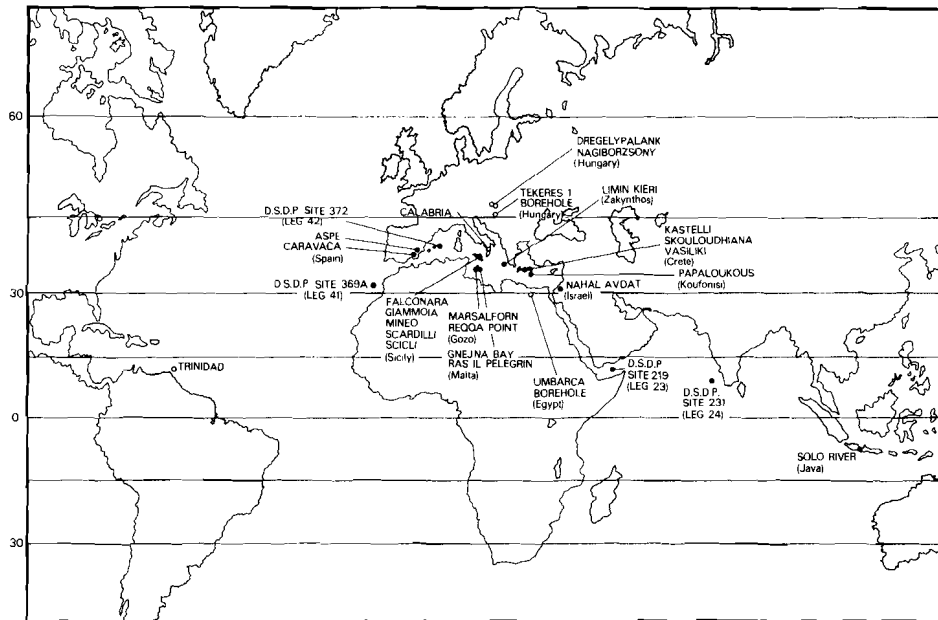 60
30
0
30
DREGELYPALANK
NAGIBORZSONY
(Hungary)
TEKERES 1
BOREHOLE
(Hungary)
LIMIN KIERI
(Zakynthos)
CALABRIA
D.S.D.P. SITE 372
(LEG 42)
ASPE
CARAVACA
(Spain)
KASTELLI
SKOULOUDHIANA
VASILIKI
(Crete)
PAPALOUKOUS
(Koufonisi)
NAHAL AVDAT
(Israel)
D.S.D.P. SITE 369A
(LEG 41)
FALCONARA
GIAMMOIA
MINEO
SCARDILLI
SCICLI
(Sicily)
MARSALFORN
REQQA POINT
(Gozo)
GNEJNA BAY
RAS IL PELEGRIN
(Malta)
UMBARCA
BOREHOLE
(Egypt)
D.S.D.P.
SITE 219
(LEG 23)
D.S.D.P.
SITE 231
(LEG 24)
TRINIDAD
SOLO RIVER
(Java)